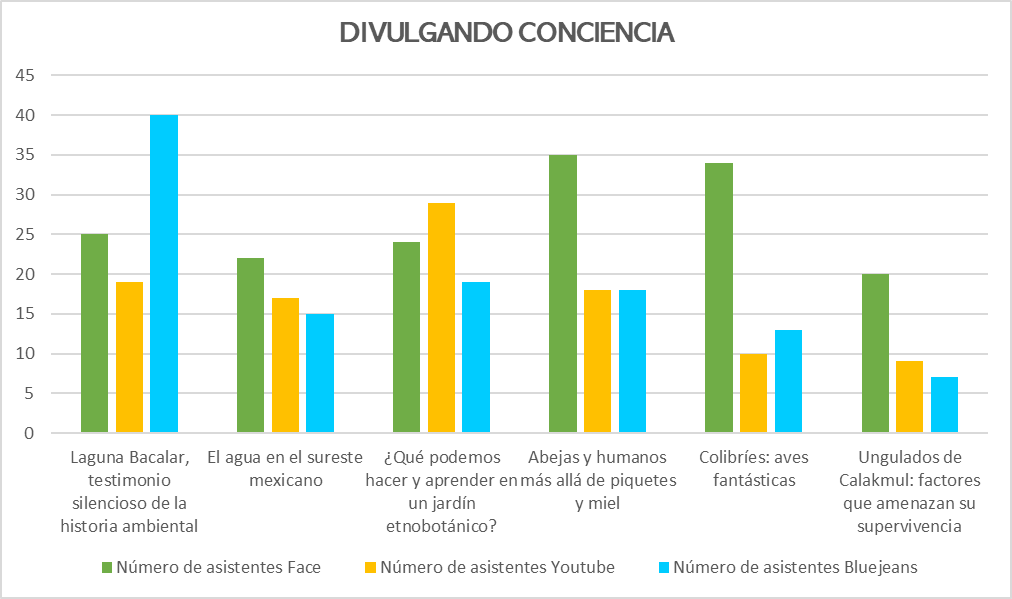 DIVULGANDO CONCIENCIA
45
40
35
30
25
20
15
10
5
0
Laguna Bacalar,
testimonio
silencioso de la
historia ambiental
El agua en el sureste
mexicano
¿Qué podemos
hacer y aprender en
un jardín
etnobotánico?
Abejas y humanos
más allá de piquetes
y miel
Colibríes: aves
fantásticas
Ungulados de
Calakmul: factores
que amenazan su
supervivencia
Número de asistentes Face
Número de asistentes Youtube
Número de asistentes Bluejeans